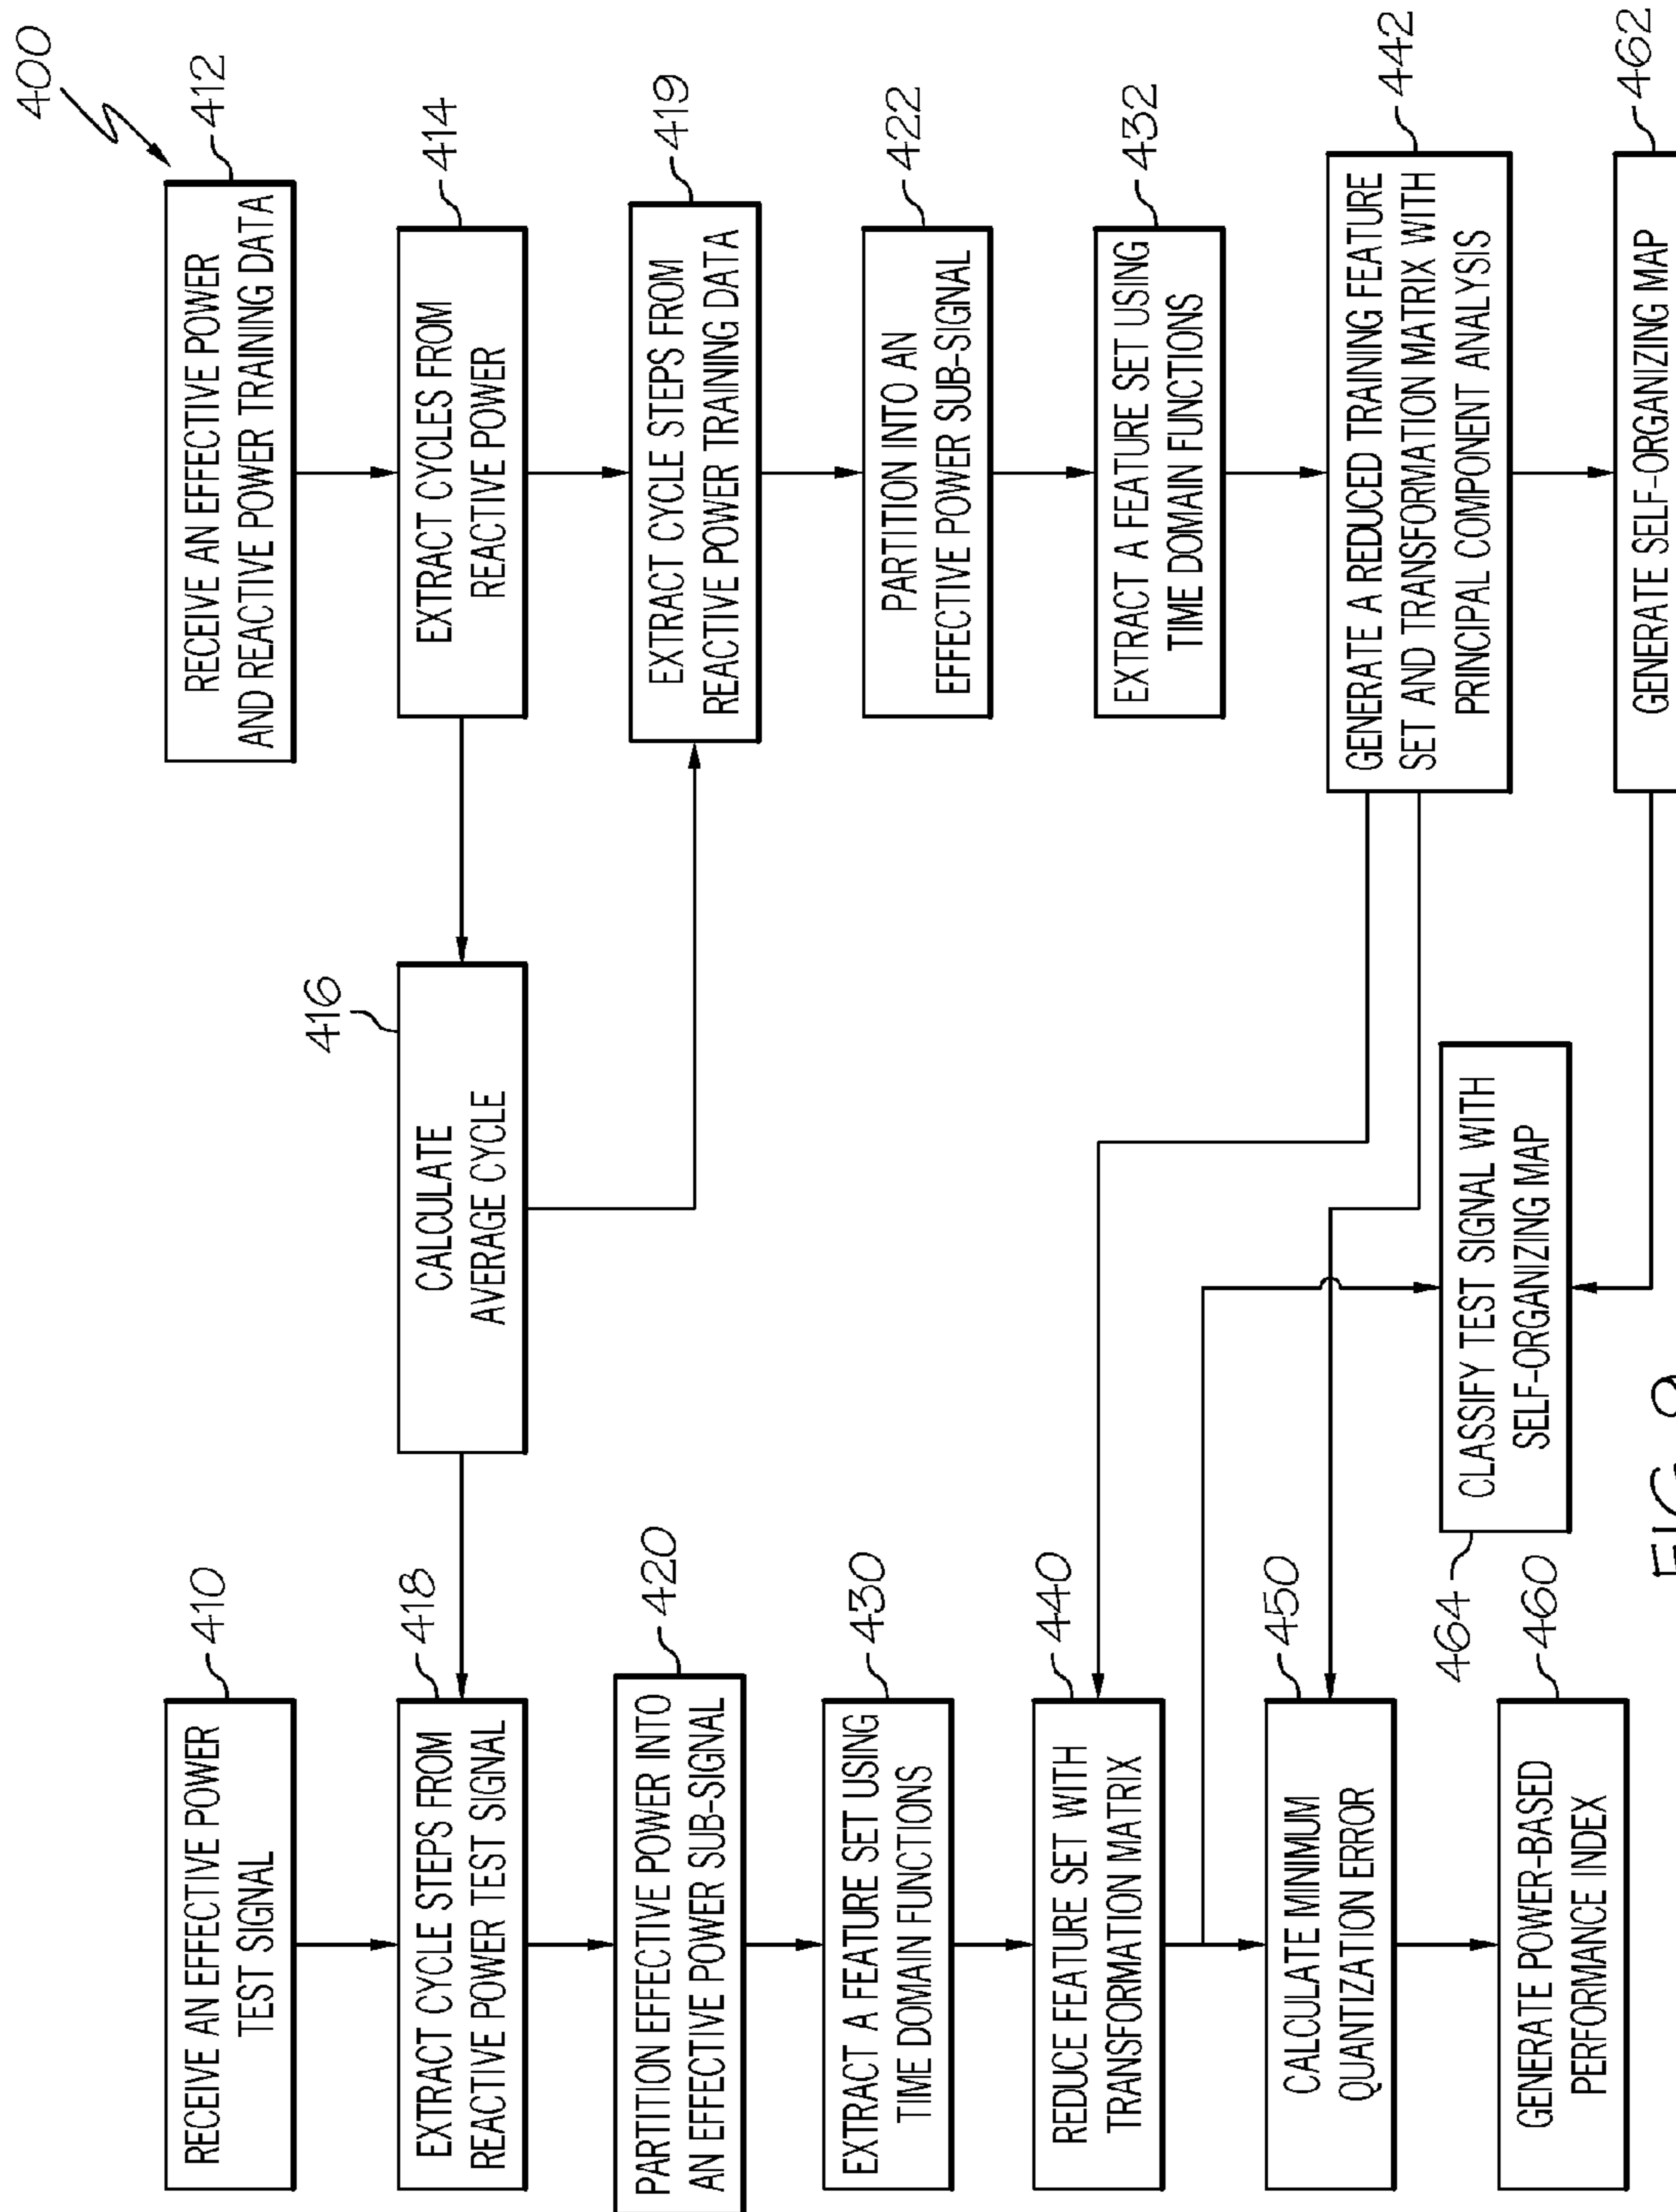 400
RECEIVE AN EFFECTIVE POWER
TEST SIGNAL
410
RECEIVE AN EFFECTIVE POWER
AND REACTIVE POWER TRAINING DATA
412
EXTRACT CYCLE STEPS FROM
REACTIVE POWER TEST SIGNAL
418
CALCULATE
AVERAGE CYCLE
416
EXTRACT CYCLES FROM
REACTIVE POWER
414
PARTITION EFFECTIVE POWER INTO
AN EFFECTIVE POWER SUB-SIGNAL
420
EXTRACT CYCLE STEPS FROM
REACTIVE POWER TRAINING DATA
419
EXTRACT A FEATURE SET USING
TIME DOMAIN FUNCTIONS
430
PARTITION INTO AN
EFFECTIVE POWER SUB-SIGNAL
422
REDUCE FEATURE SET WITH
TRANSFORMATION MATRIX
440
EXTRACT A FEATURE SET USING
TIME DOMAIN FUNCTIONS
432
CALCULATE MINIMUM
QUANTIZATION ERROR
450
GENERATE A REDUCED TRAINING FEATURE
SET AND TRANSFORMATION MATRIX WITH
PRINCIPAL COMPONENT ANALYSIS
442
GENERATE POWER-BASED
PERFORMANCE INDEX
460
CLASSIFY TEST SIGNAL WITH
SELF-ORGANIZING MAP
464
GENERATE SELF-ORGANIZING MAP
462
FIG.